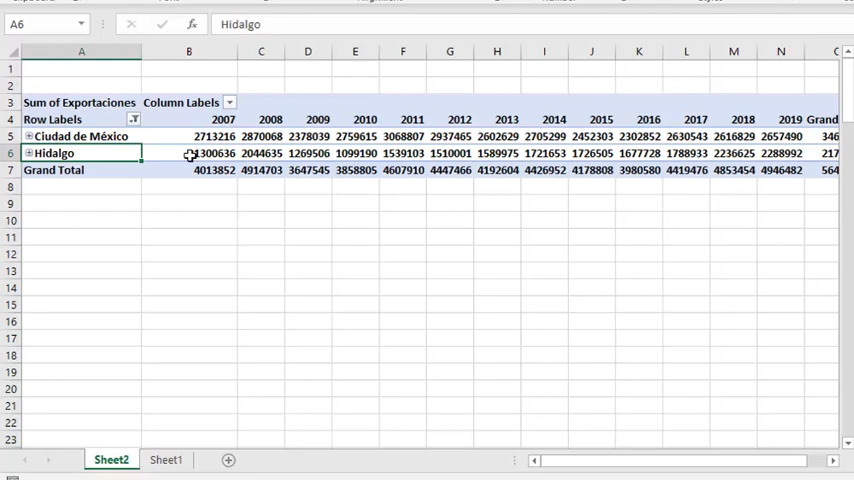 A6 Hidalgo
A B C D E F G H I J K L M N
1
2
3 Sum of Exportaciones Column Labels
4 Row Labels 2007 2008 2009 2010 2011 2012 2013 2014 2015 2016 2017 2018 2019 Grand
5 Ciudad de México 2713216 2870068 2378039 2759615 3068807 2937465 2602629 2705299 2452303 2302852 2630543 2616829 2657490 346
6 Hidalgo 1300636 2044635 1269506 1099190 1539103 1510001 1589975 1721653 1726505 1677728 1788933 2236625 2288992 217
7 Grand Total 4013852 4914703 3647545 3858805 4607910 4447466 4192604 4426952 4178808 3980580 4419476 4853454 4946482 564
8
9
10
11
12
13
14
15
16
17
18
19
20
21
22
23
Sheet2 Sheet1